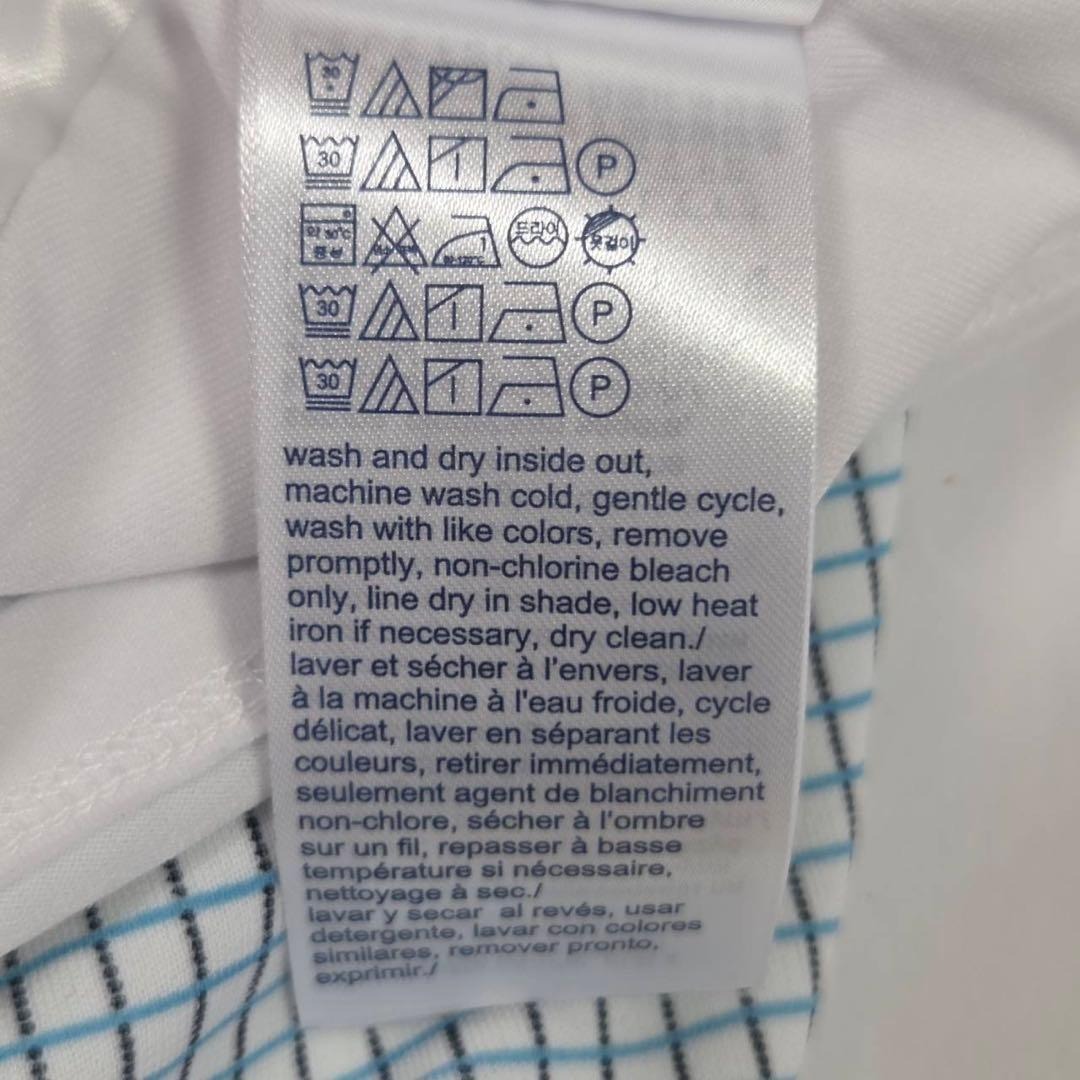 30
30 P
약 30℃ 드라이 옷걸이
중성 80-120℃
30 P
30 P
wash and dry inside out,
machine wash cold, gentle cycle,
wash with like colors, remove
promptly, non-chlorine bleach
only, line dry in shade, low heat
iron if necessary, dry clean./
laver et sécher à l'envers, laver
à la machine à l'eau froide, cycle
délicat, laver en séparant les
couleurs, retirer immédiatement,
seulement agent de blanchiment
non-chlore, sécher à l'ombre
sur un fil, repasser à basse
température si nécessaire,
nettoyage à sec./
lavar y secar al revés, usar
detergente, lavar con colores
similares, remover pronto,
exprimir./